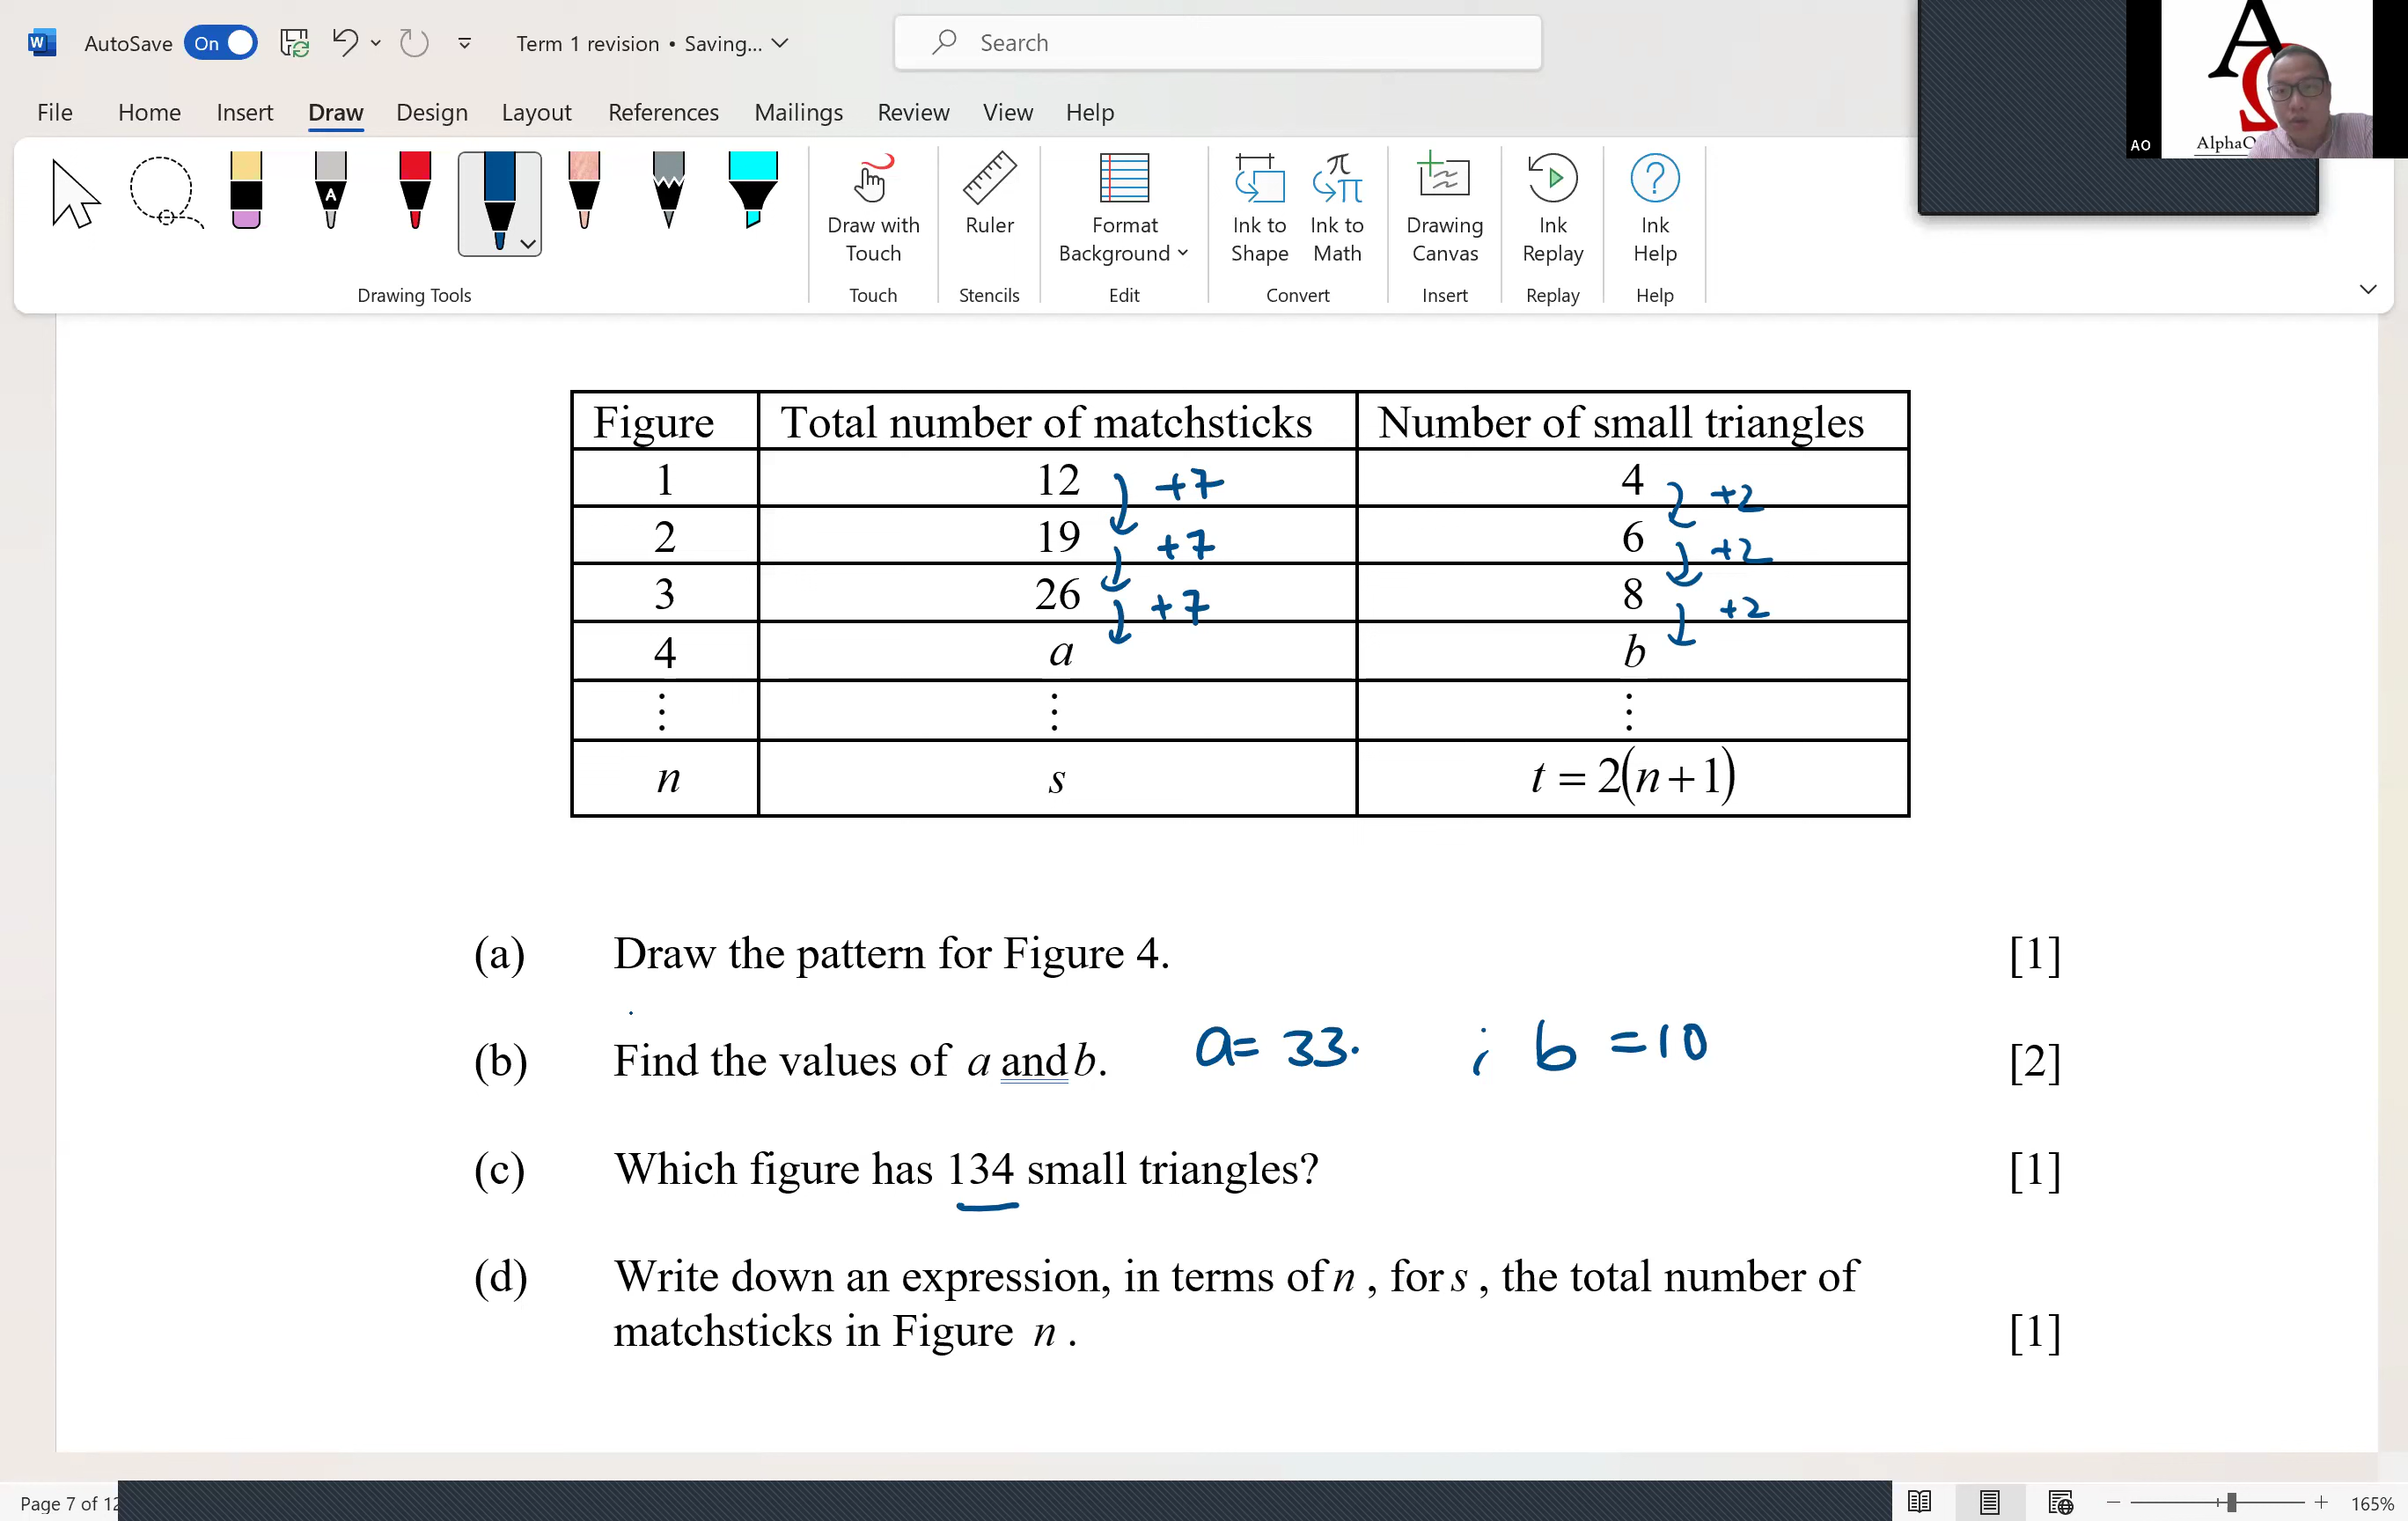 AutoSave On Term 1 revision • Saving... Search
File Home Insert Draw Design Layout References Mailings Review View Help
Draw with Touch Ruler Format Background Ink to Shape Ink to Math Drawing Canvas Ink Replay Ink Help
Drawing Tools Touch Stencils Edit Convert Insert Replay Help
AO
Figure Total number of matchsticks Number of small triangles
1 12 +7 4 +2
2 19 +7 6 +2
3 26 +7 8 +2
4 a b
⋮ ⋮ ⋮
n s t = 2(n+1)
(a) Draw the pattern for Figure 4. [1]
(b) Find the values of a and b. a= 33. ; b =10 [2]
(c) Which figure has 134 small triangles? [1]
(d) Write down an expression, in terms of n , for s , the total number of
matchsticks in Figure n . [1]
Page 7 of 12 165%